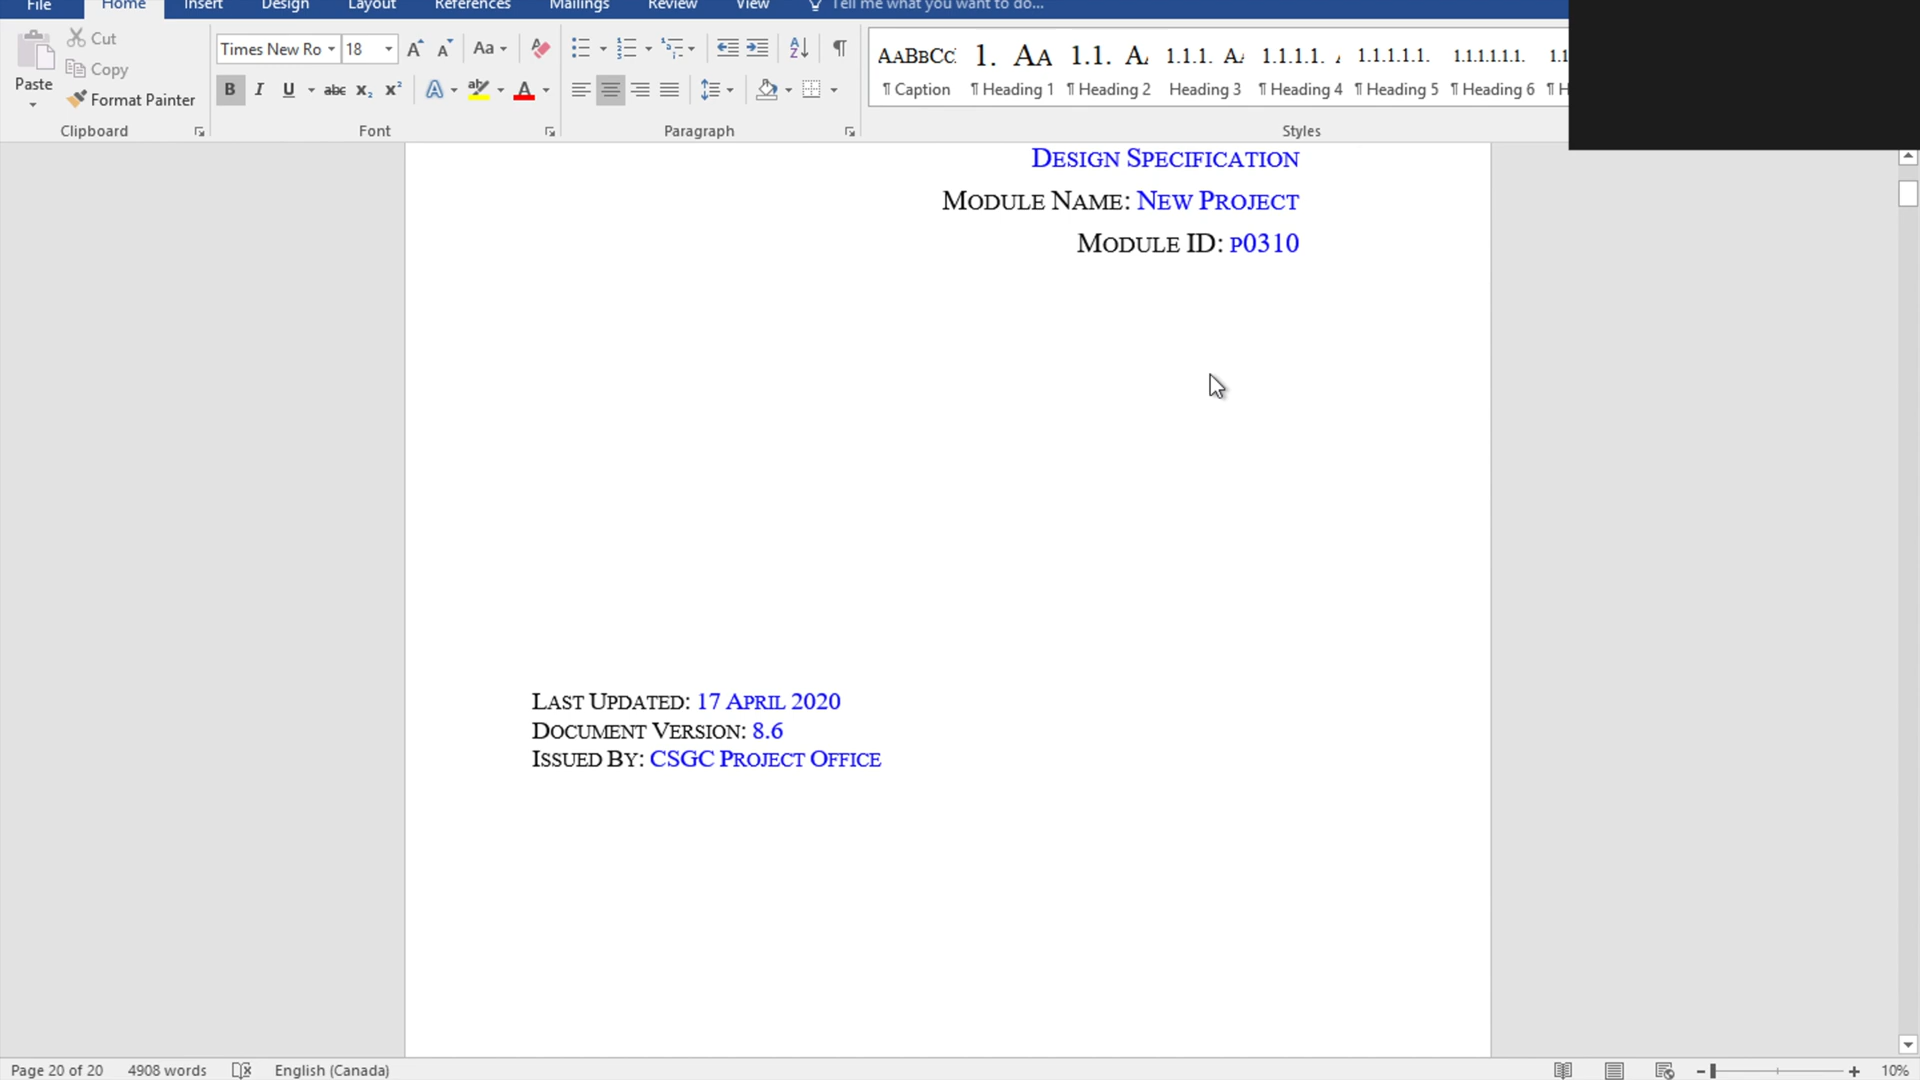 File Home Insert Design Layout References Mailings Review View Tell me what you want to do...
Paste
Cut
Copy
Format Painter
Clipboard
Times New Ro 18
Aa
B I U abc x₂ x²
Font
Paragraph
AABBCC 1. AA 1.1. A 1.1.1. A 1.1.1.1. 1.1.1.1.1. 1.1.1.1.1.1. 1.1
¶ Caption ¶ Heading 1 ¶ Heading 2 Heading 3 ¶ Heading 4 ¶ Heading 5 ¶ Heading 6 ¶ H
Styles
DESIGN SPECIFICATION
MODULE NAME: NEW PROJECT
MODULE ID: P0310
LAST UPDATED: 17 APRIL 2020
DOCUMENT VERSION: 8.6
ISSUED BY: CSGC PROJECT OFFICE
Page 20 of 20 4908 words English (Canada) 10%